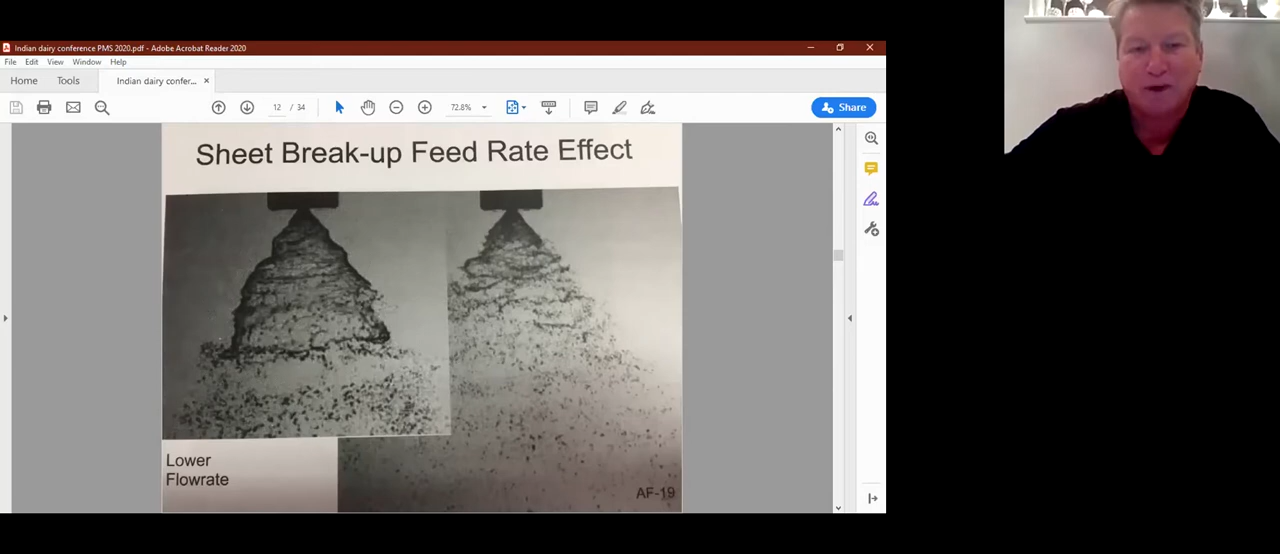 Indian dairy conference PMS 2020.pdf - Adobe Acrobat Reader 2020
File Edit View Window Help
Home Tools Indian dairy confer... ×
12 / 34 72.8% Share
Sheet Break-up Feed Rate Effect
Lower
Flowrate
AF-19